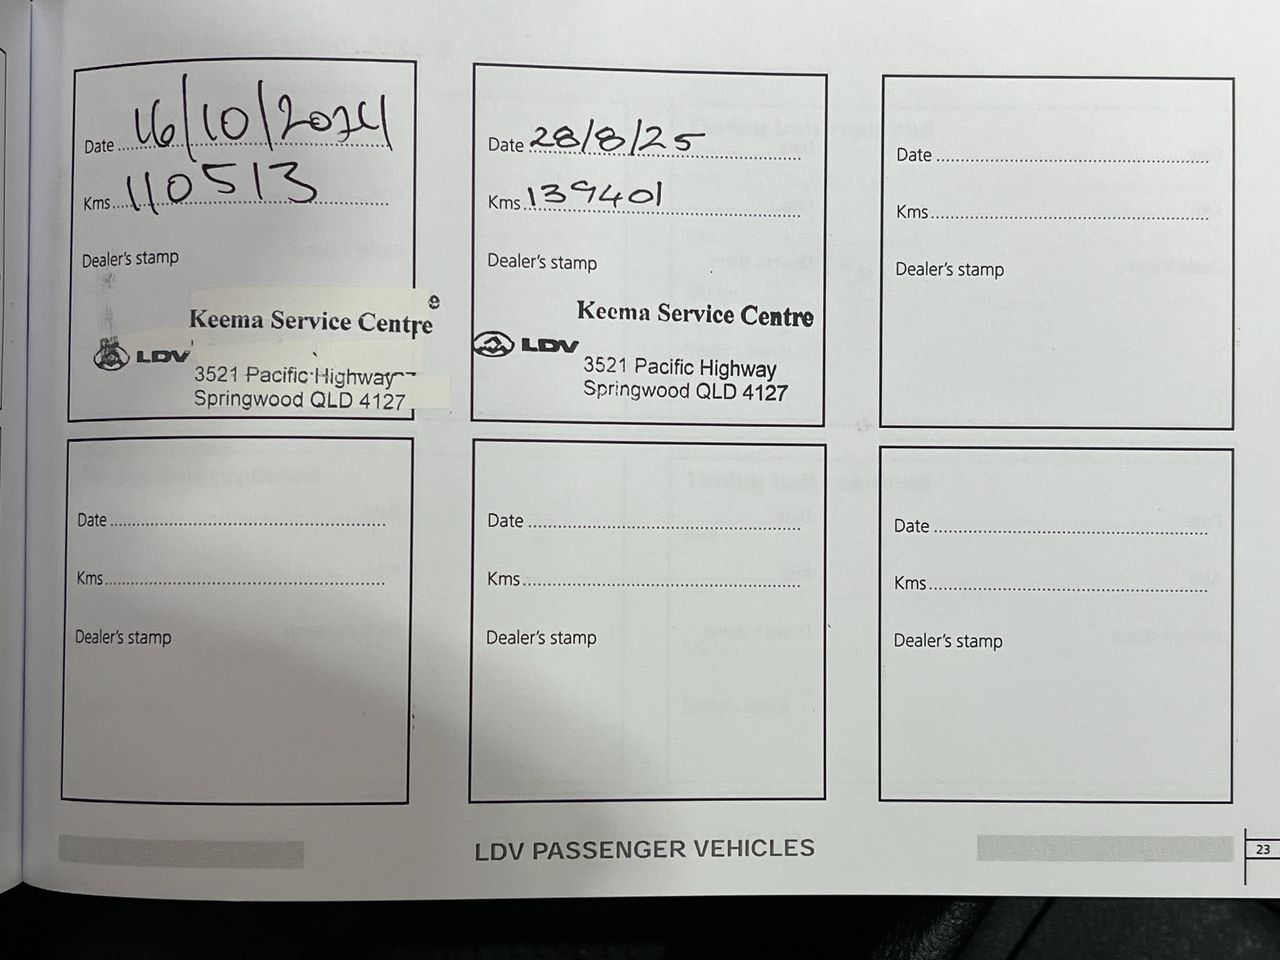 Date 16/10/2024
Kms 110513
Dealer's stamp
e
Keema Service Centre
LDV
3521 Pacific Highway
Springwood QLD 4127
Date 28/8/25
Kms 139401
Dealer's stamp
Keema Service Centre
LDV
3521 Pacific Highway
Springwood QLD 4127
Date
Kms
Dealer's stamp
Date
Kms
Dealer's stamp
Date
Kms
Dealer's stamp
Date
Kms
Dealer's stamp
LDV PASSENGER VEHICLES
23